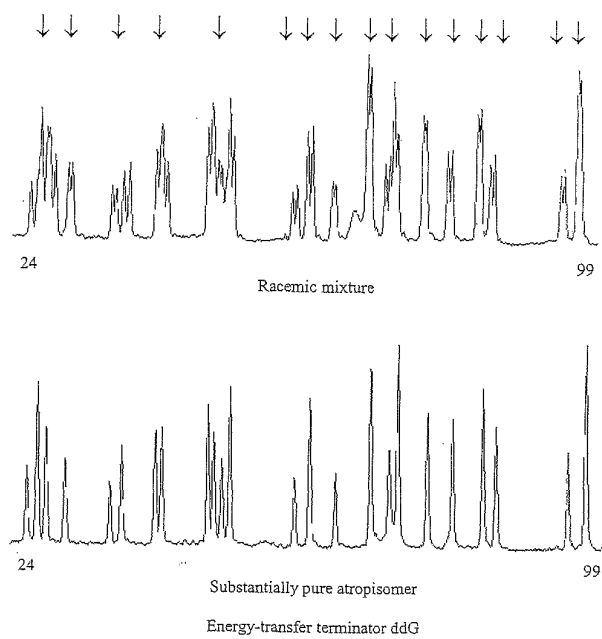 24 99
Racemic mixture
24 99
Substantially pure atropisomer
Energy-transfer terminator ddG